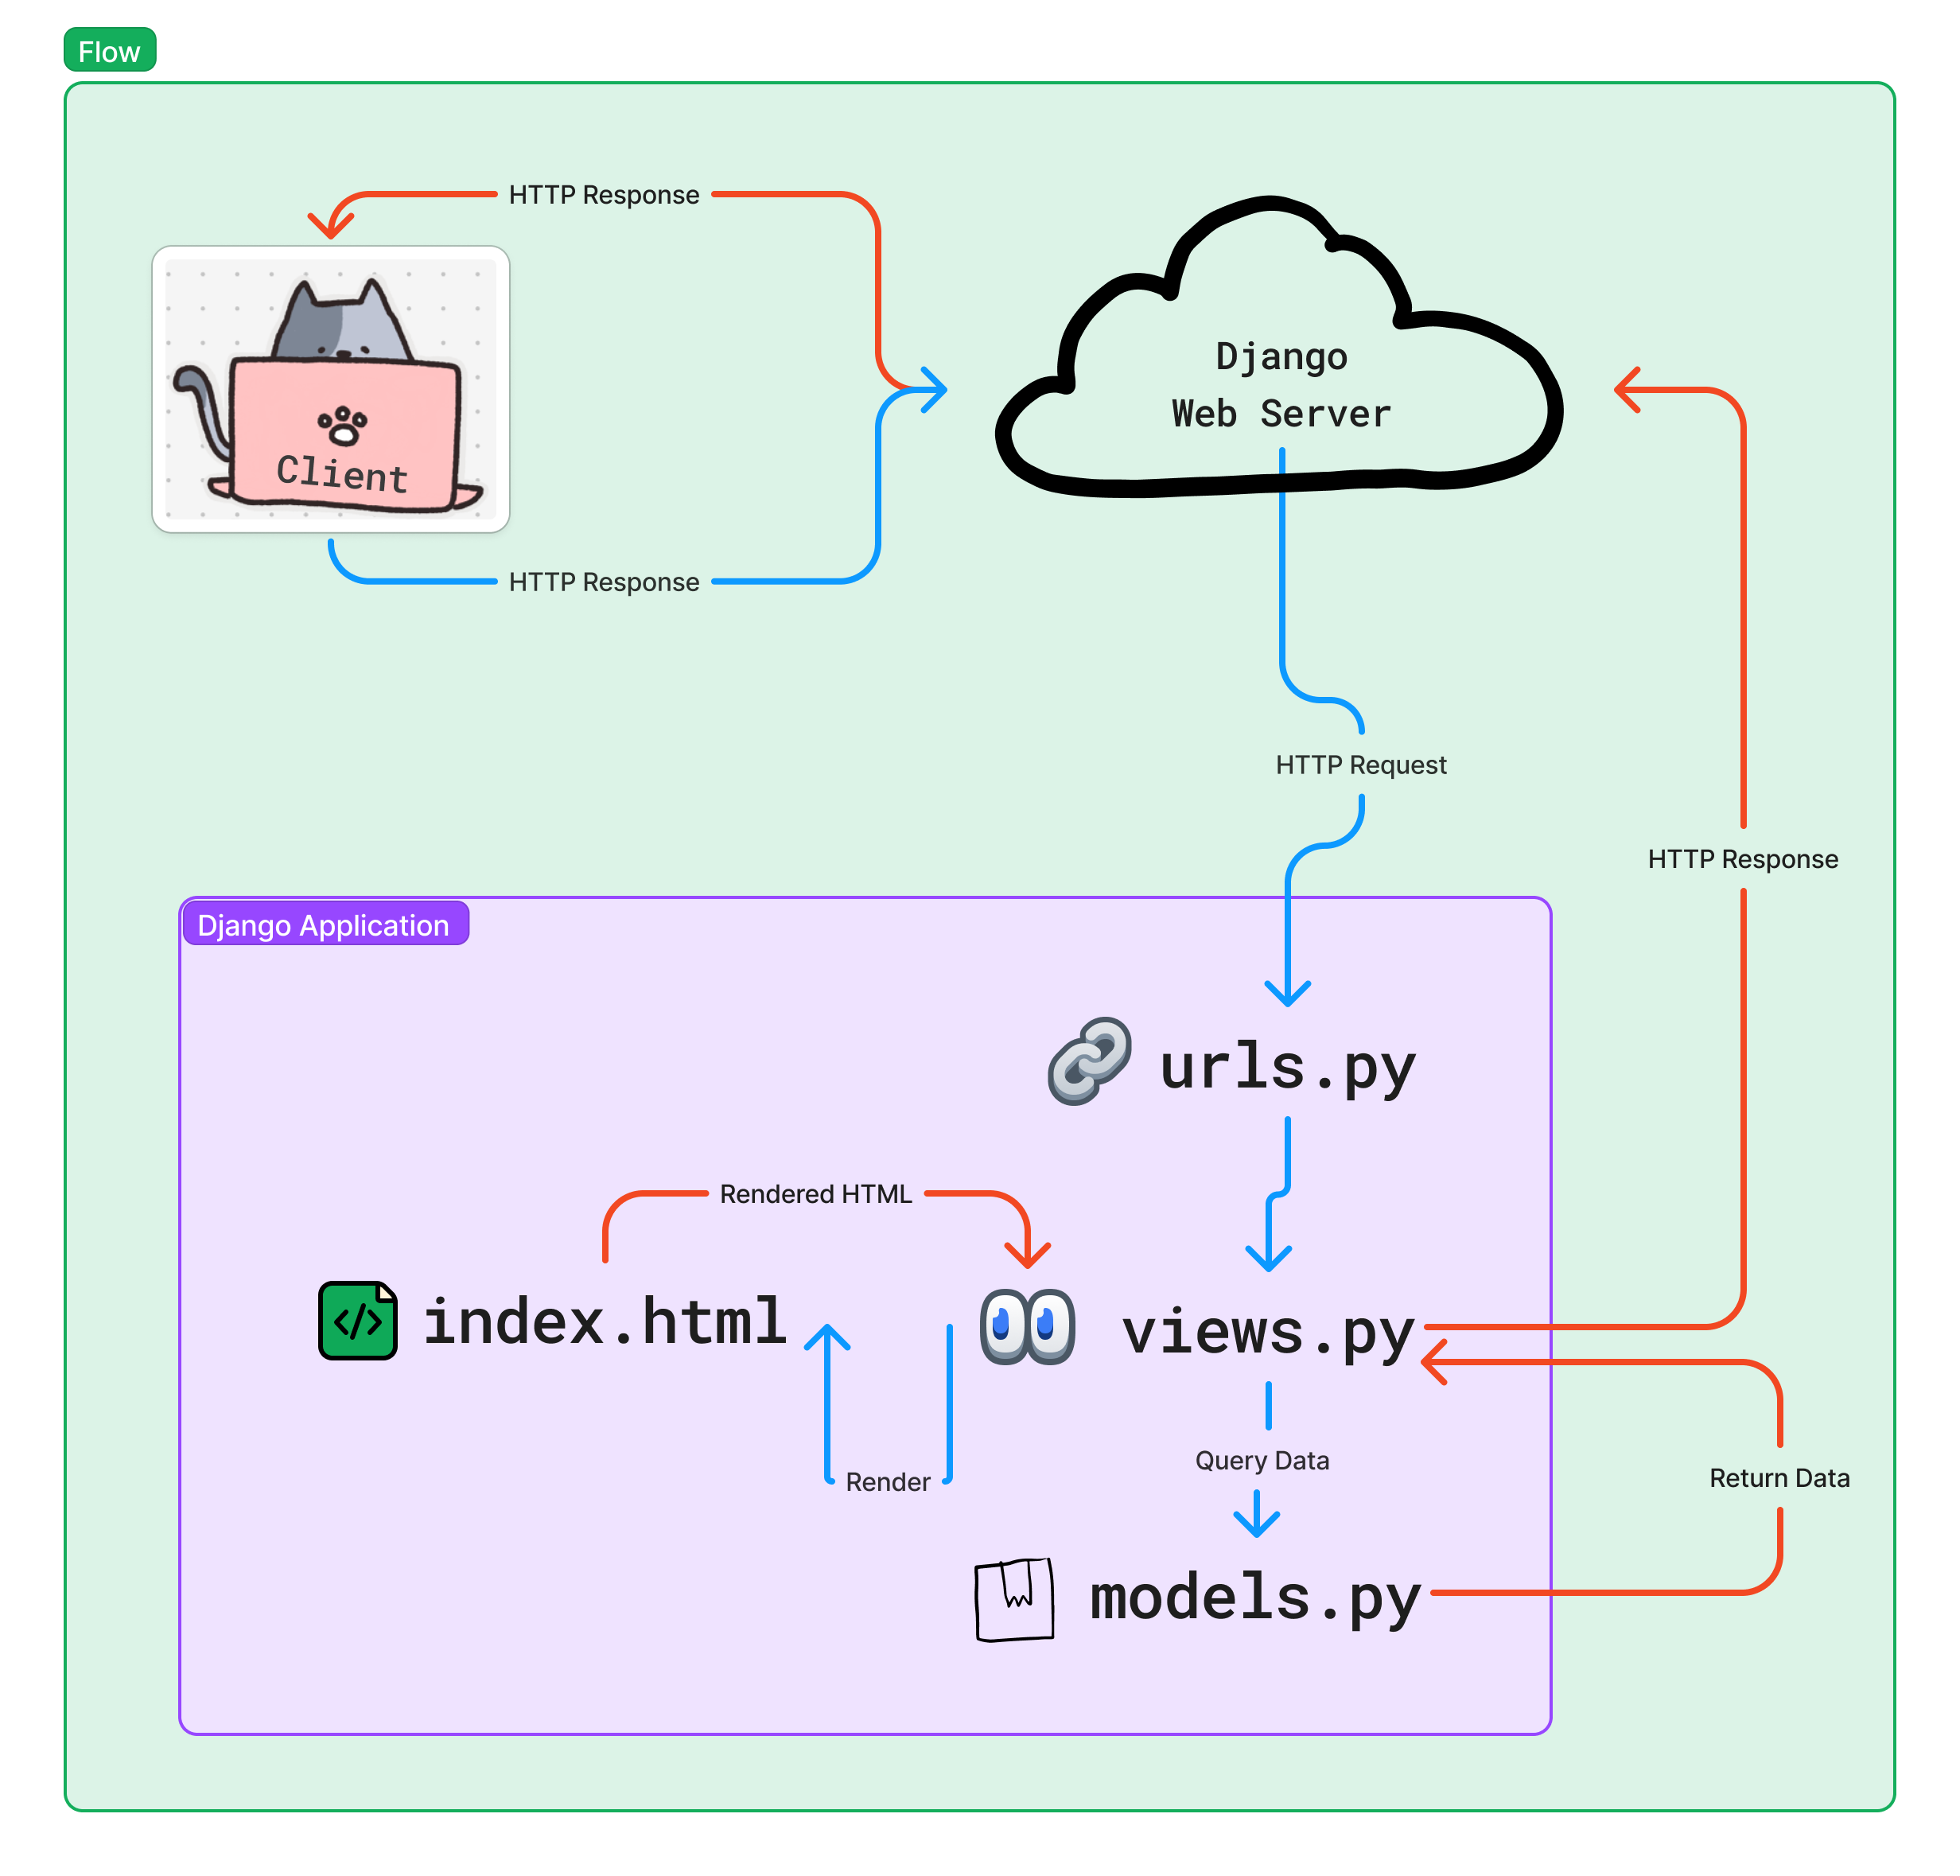 Flow
HTTP Response
Django
Web Server
Client
HTTP Response
HTTP Request
HTTP Response
Django Application
urls.py
Rendered HTML
index.html
views.py
Query Data
Return Data
Render
models.py